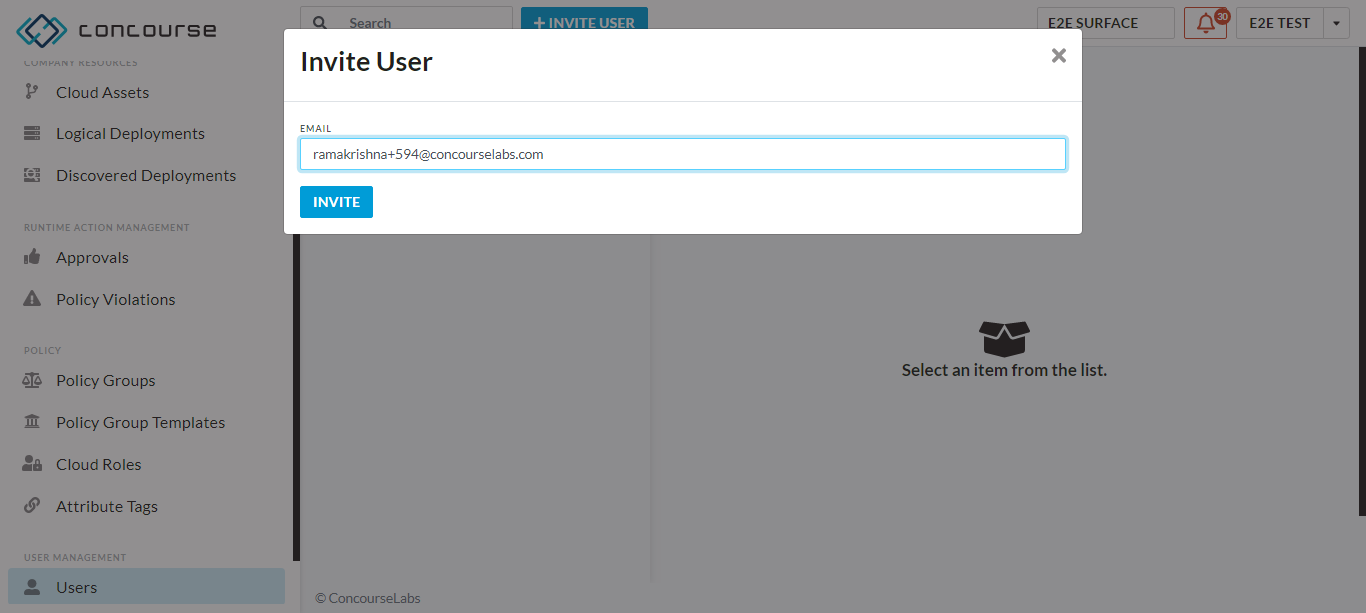 concourse
Search
+ INVITE USER
E2E SURFACE
30
E2E TEST
Invite User
EMAIL
ramakrishna+594@concourselabs.com
INVITE
COMPANY RESOURCES
Cloud Assets
Logical Deployments
Discovered Deployments
RUNTIME ACTION MANAGEMENT
Approvals
Policy Violations
POLICY
Policy Groups
Policy Group Templates
Cloud Roles
Attribute Tags
USER MANAGEMENT
Users
Select an item from the list.
© ConcourseLabs